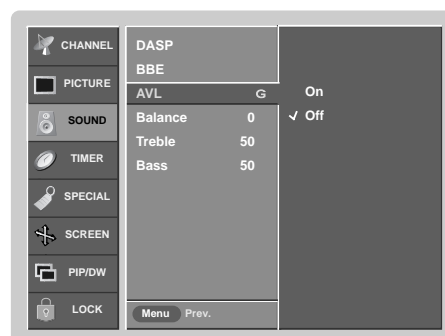 CHANNEL
PICTURE
SOUND
TIMER
SPECIAL
SCREEN
PIP/DW
LOCK
DASP
BBE
AVL G
Balance 0
Treble 50
Bass 50
Menu Prev.
On
✓ Off